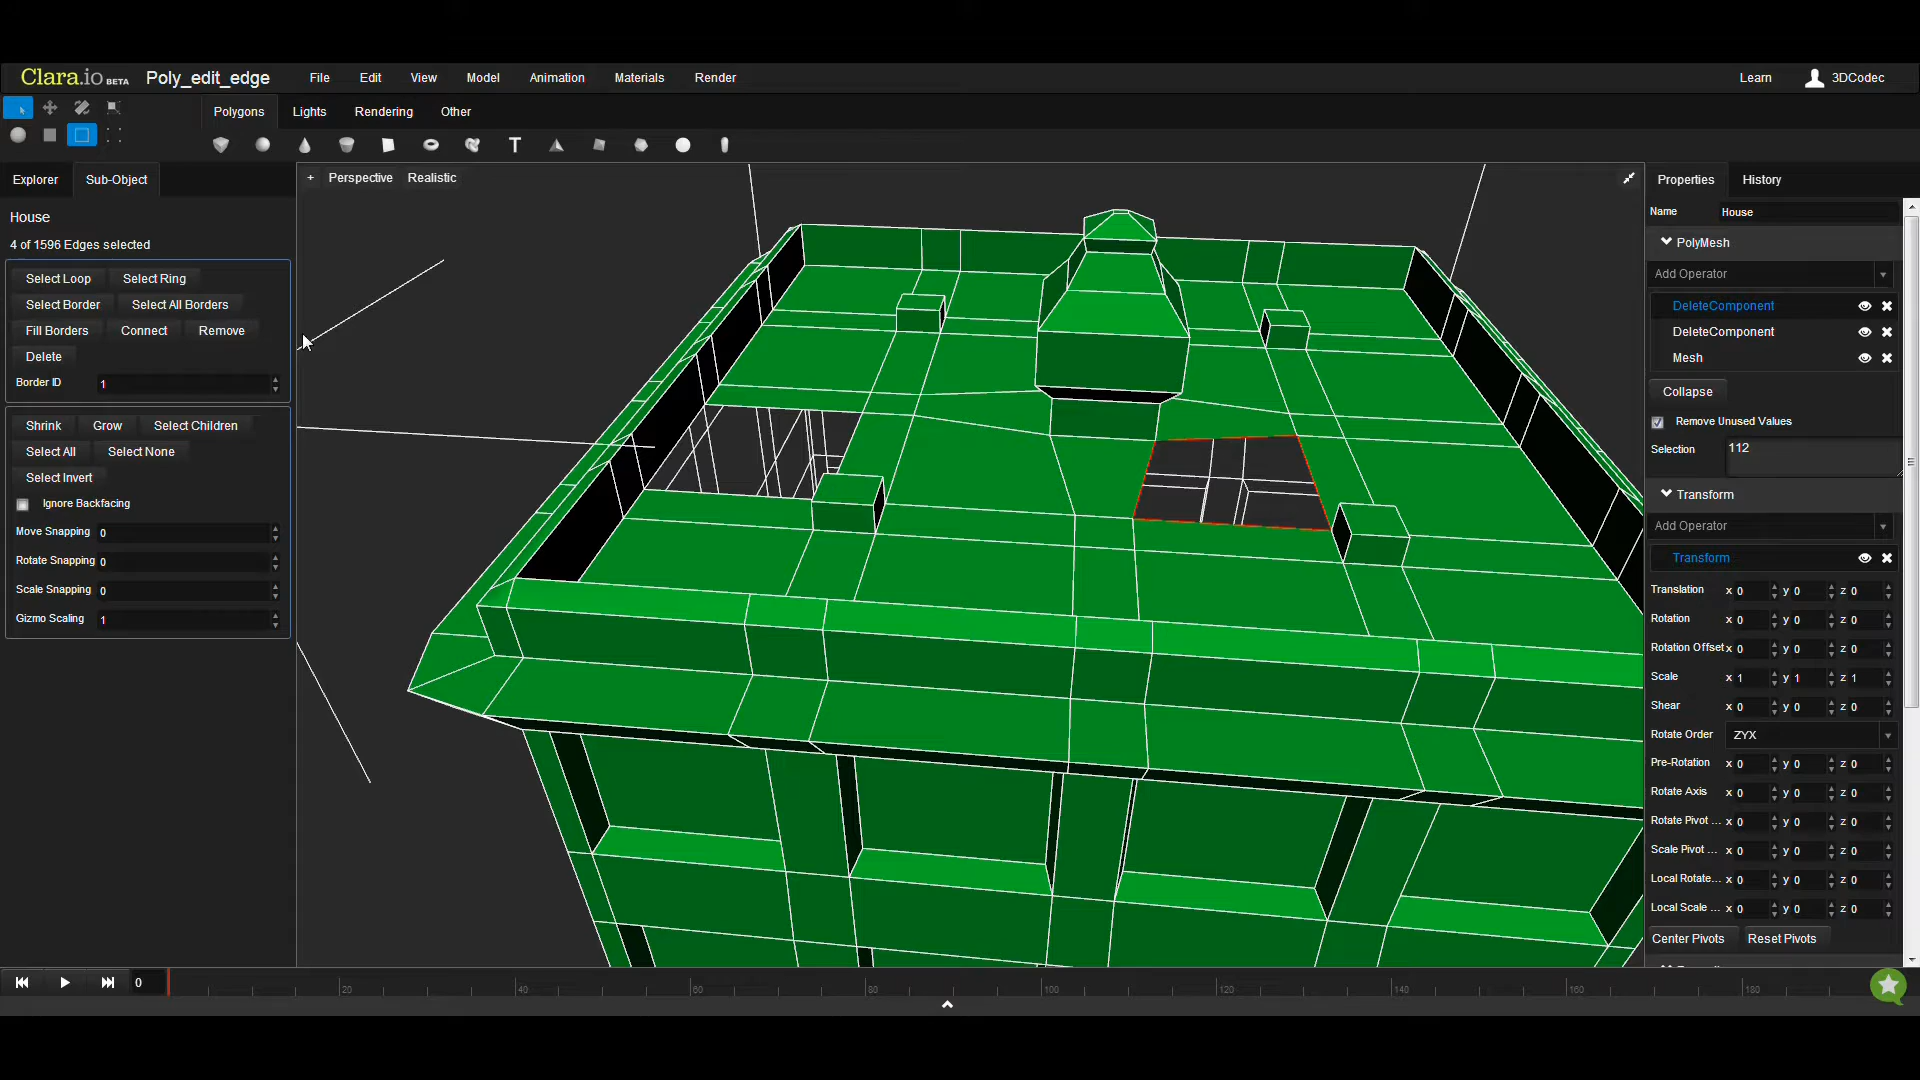 Clara.io BETA Poly_edit_edge File Edit View Model Animation Materials Render Learn 3DCodec
Polygons Lights Rendering Other
T
Explorer Sub-Object
+ Perspective Realistic
Properties History
House
4 of 1596 Edges selected
Select Loop Select Ring
Select Border Select All Borders
Fill Borders Connect Remove
Delete
Border ID 1
Shrink Grow Select Children
Select All Select None
Select Invert
Ignore Backfacing
Move Snapping 0
Rotate Snapping 0
Scale Snapping 0
Gizmo Scaling 1
Name House
PolyMesh
Add Operator
DeleteComponent
DeleteComponent
Mesh
Collapse
Remove Unused Values
Selection 112
Transform
Add Operator
Transform
Translation x 0 y 0 z 0
Rotation x 0 y 0 z 0
Rotation Offset x 0 y 0 z 0
Scale x 1 y 1 z 1
Shear x 0 y 0 z 0
Rotate Order ZYX
Pre-Rotation x 0 y 0 z 0
Rotate Axis x 0 y 0 z 0
Rotate Pivot ... x 0 y 0 z 0
Scale Pivot ... x 0 y 0 z 0
Local Rotate... x 0 y 0 z 0
Local Scale ... x 0 y 0 z 0
Center Pivots Reset Pivots
0 20 40 60 80 100 120 140 160 180